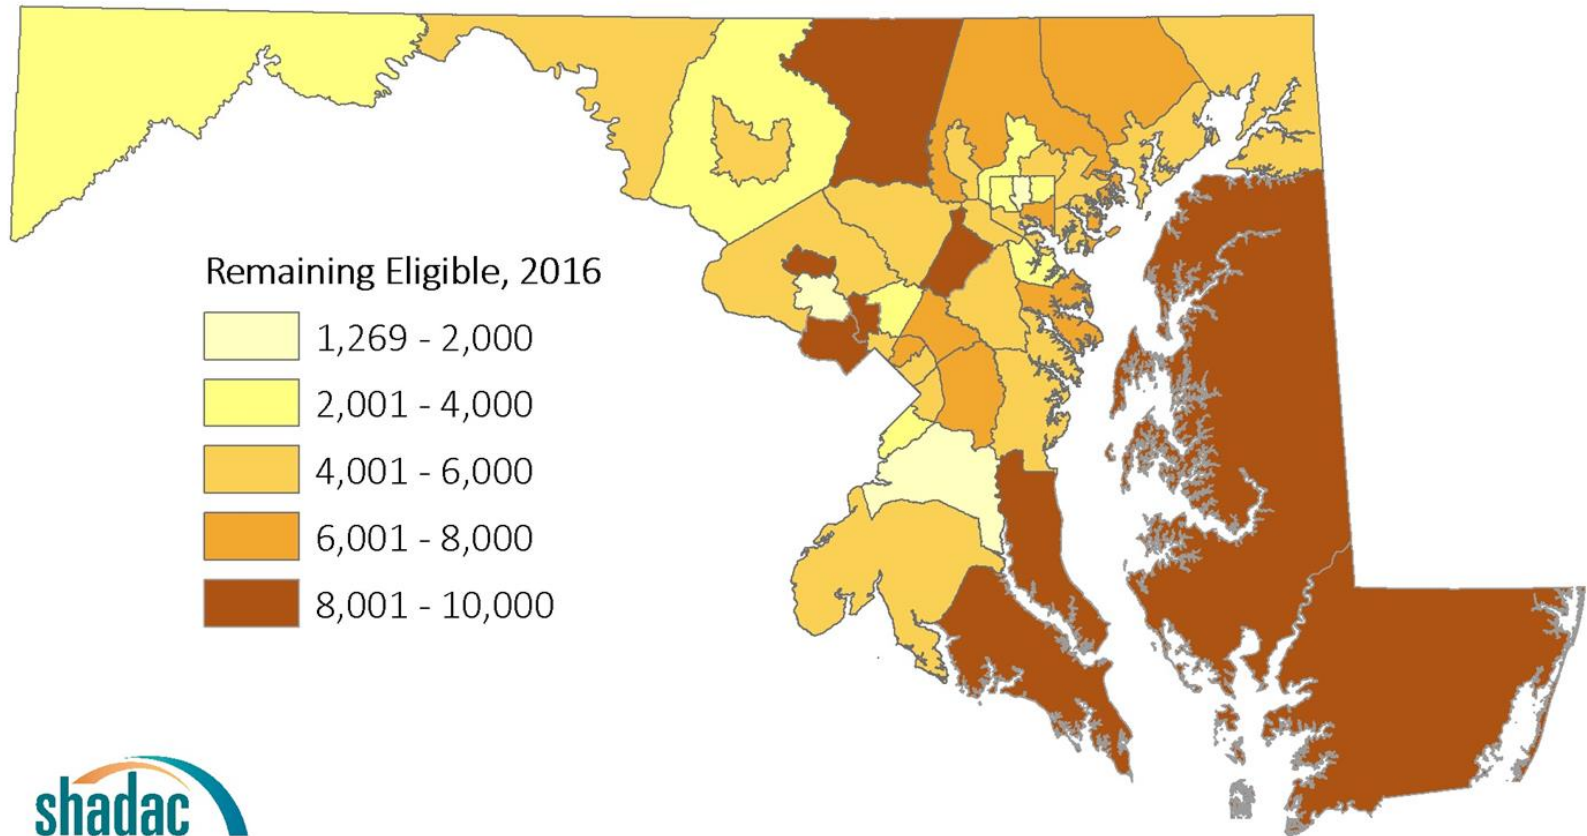 Remaining Eligible, 2016
1,269 - 2,000
2,001 - 4,000
4,001 - 6,000
6,001 - 8,000
8,001 - 10,000
shadac